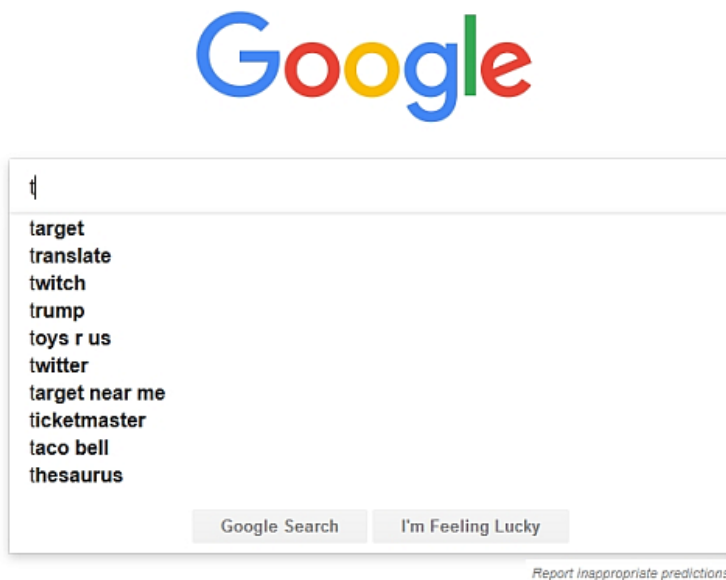 Google
t
target
translate
twitch
trump
toys r us
twitter
target near me
ticketmaster
taco bell
thesaurus
Google Search I'm Feeling Lucky
Report inappropriate predictions